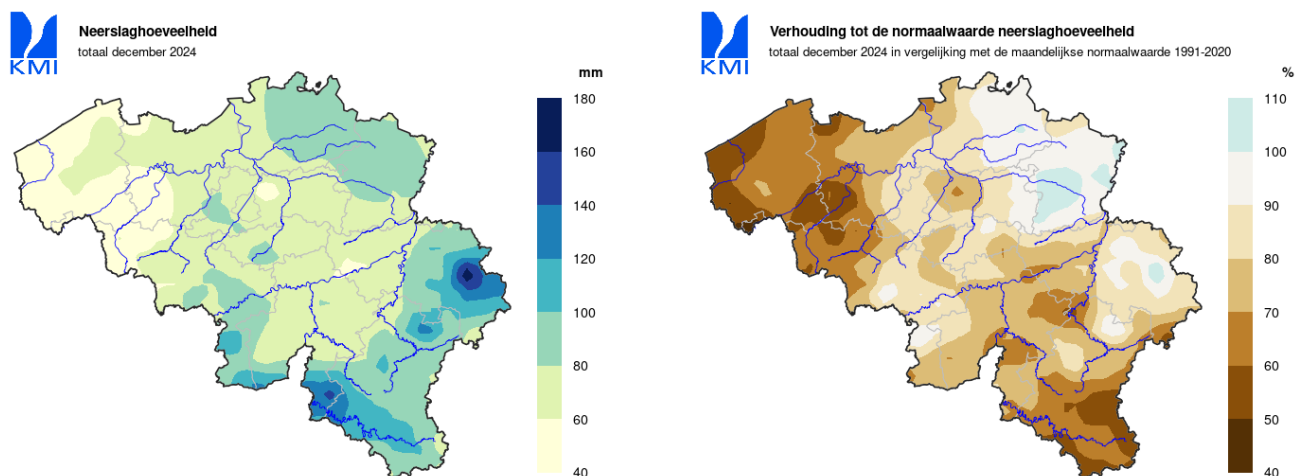 KMI
Neerslaghoeveelheid
totaal december 2024
mm
180
160
140
120
100
80
60
40
KMI
Verhouding tot de normaalwaarde neerslaghoeveelheid
totaal december 2024 in vergelijking met de maandelijkse normaalwaarde 1991-2020
%
110
100
90
80
70
60
50
40